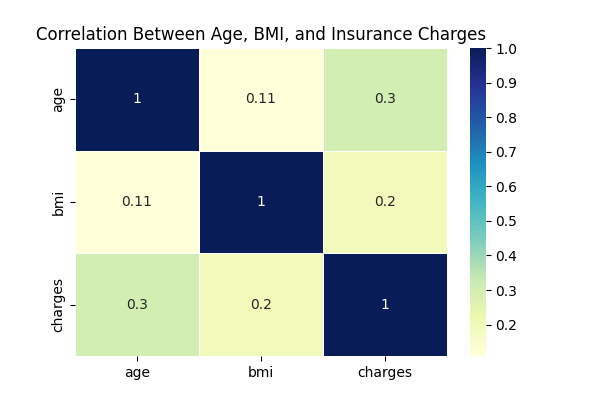 Correlation Between Age, BMI, and Insurance Charges
age
1
0.11
0.3
bmi
0.11
1
0.2
charges
0.3
0.2
1
age
bmi
charges
1.0
0.9
0.8
0.7
0.6
0.5
0.4
0.3
0.2